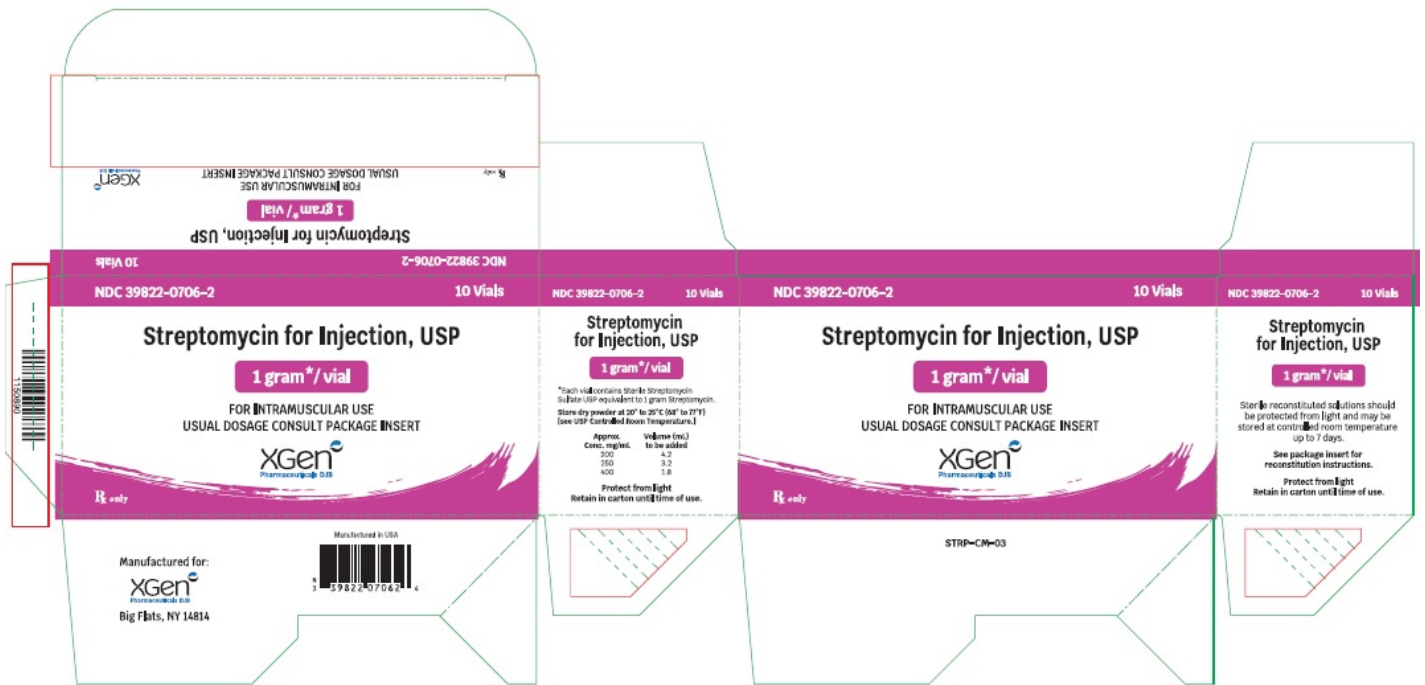 XGen
Pharmaceuticals DJB
FOR INTRAMUSCULAR USE
USUAL DOSAGE CONSULT PACKAGE INSERT
℞ only
1 gram*/ vial
Streptomycin for Injection, USP
NDC 39822-0706-2
10 Vials
1150890
NDC 39822-0706-2 10 Vials
Streptomycin for Injection, USP
1 gram*/ vial
FOR INTRAMUSCULAR USE
USUAL DOSAGE CONSULT PACKAGE INSERT
XGen
Pharmaceuticals DJB
℞ only
NDC 39822-0706-2 10 Vials
Streptomycin
for Injection, USP
1 gram*/ vial
*Each vial contains Sterile Streptomycin
Sulfate USP equivalent to 1 gram Streptomycin.
Store dry powder at 20° to 25°C (68° to 77°F)
[see USP Controlled Room Temperature.]
Approx. Volume (mL)
Conc. mg/mL to be added
200 4.2
250 3.2
400 1.8
Protect from light
Retain in carton until time of use.
NDC 39822-0706-2 10 Vials
Streptomycin for Injection, USP
1 gram*/ vial
FOR INTRAMUSCULAR USE
USUAL DOSAGE CONSULT PACKAGE INSERT
XGen
Pharmaceuticals DJB
℞ only
NDC 39822-0706-2 10 Vials
Streptomycin
for Injection, USP
1 gram*/ vial
Sterile reconstituted solutions should
be protected from light and may be
stored at controlled room temperature
up to 7 days.
See package insert for
reconstitution instructions.
Protect from light
Retain in carton until time of use.
Manufactured for:
XGen
Pharmaceuticals DJB
Big Flats, NY 14814
Manufactured in USA
N
3 39822 07062 4
STRP-CM-03